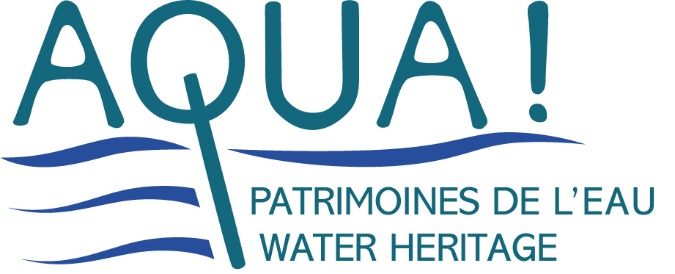 AQUA !
PATRIMOINES DE L’EAU
WATER HERITAGE